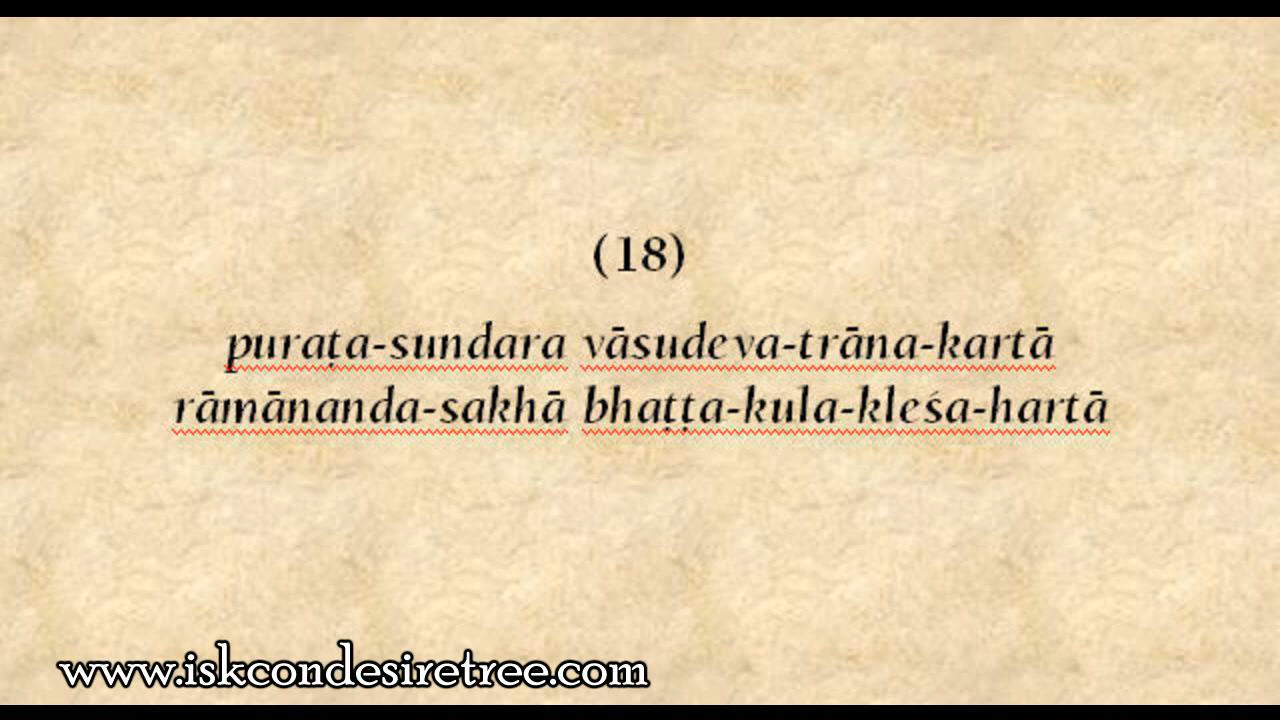 (18)
puraṭa-sundara vāsudeva-trāna-kartā
rāmānanda-sakhā bhaṭṭa-kula-kleśa-hartā
www.iskcondesiretree.com